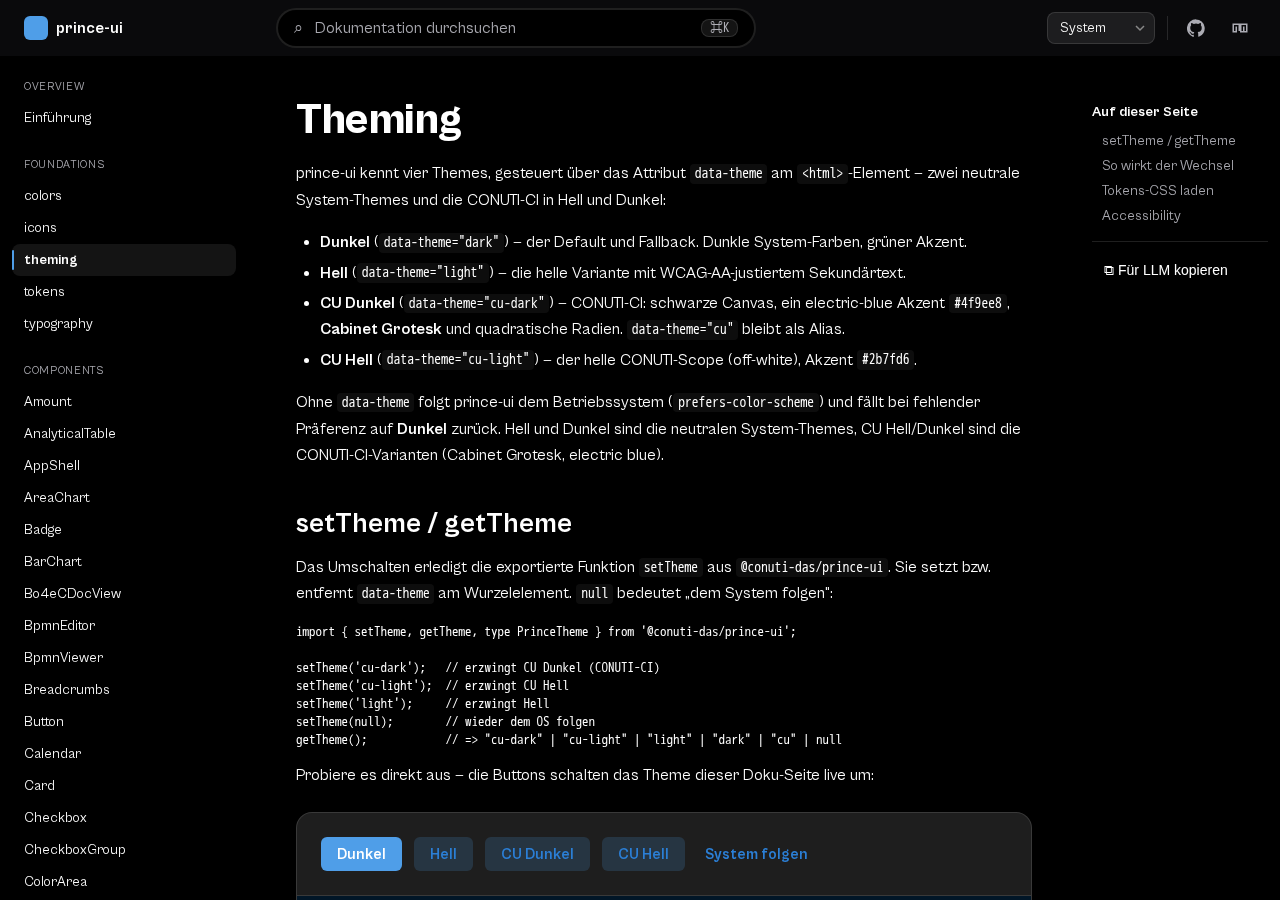 prince-ui
Dokumentation durchsuchen
⌘K
System
OVERVIEW
Einführung
FOUNDATIONS
colors
icons
theming
tokens
typography
COMPONENTS
Amount
AnalyticalTable
AppShell
AreaChart
Badge
BarChart
Bo4eCDocView
BpmnEditor
BpmnViewer
Breadcrumbs
Button
Calendar
Card
Checkbox
CheckboxGroup
ColorArea
Theming
prince-ui kennt vier Themes, gesteuert über das Attribut data-theme am <html>-Element – zwei neutrale
System-Themes und die CONUTI-CI in Hell und Dunkel:
• Dunkel (data-theme="dark") – der Default und Fallback. Dunkle System-Farben, grüner Akzent.
• Hell (data-theme="light") – die helle Variante mit WCAG-AA-justiertem Sekundärtext.
• CU Dunkel (data-theme="cu-dark") – CONUTI-CI: schwarze Canvas, ein electric-blue Akzent #4f9ee8,
Cabinet Grotesk und quadratische Radien. data-theme="cu" bleibt als Alias.
• CU Hell (data-theme="cu-light") – der helle CONUTI-Scope (off-white), Akzent #2b7fd6.
Ohne data-theme folgt prince-ui dem Betriebssystem (prefers-color-scheme) und fällt bei fehlender
Präferenz auf Dunkel zurück. Hell und Dunkel sind die neutralen System-Themes, CU Hell/Dunkel sind die
CONUTI-CI-Varianten (Cabinet Grotesk, electric blue).
setTheme / getTheme
Das Umschalten erledigt die exportierte Funktion setTheme aus @conuti-das/prince-ui. Sie setzt bzw.
entfernt data-theme am Wurzelelement. null bedeutet „dem System folgen":
import { setTheme, getTheme, type PrinceTheme } from '@conuti-das/prince-ui';
setTheme('cu-dark');   // erzwingt CU Dunkel (CONUTI-CI)
setTheme('cu-light');  // erzwingt CU Hell
setTheme('light');     // erzwingt Hell
setTheme(null);        // wieder dem OS folgen
getTheme();            // => "cu-dark" | "cu-light" | "light" | "dark" | "cu" | null
Probiere es direkt aus – die Buttons schalten das Theme dieser Doku-Seite live um:
Dunkel
Hell
CU Dunkel
CU Hell
System folgen
Auf dieser Seite
setTheme / getTheme
So wirkt der Wechsel
Tokens-CSS laden
Accessibility
⧉ Für LLM kopieren